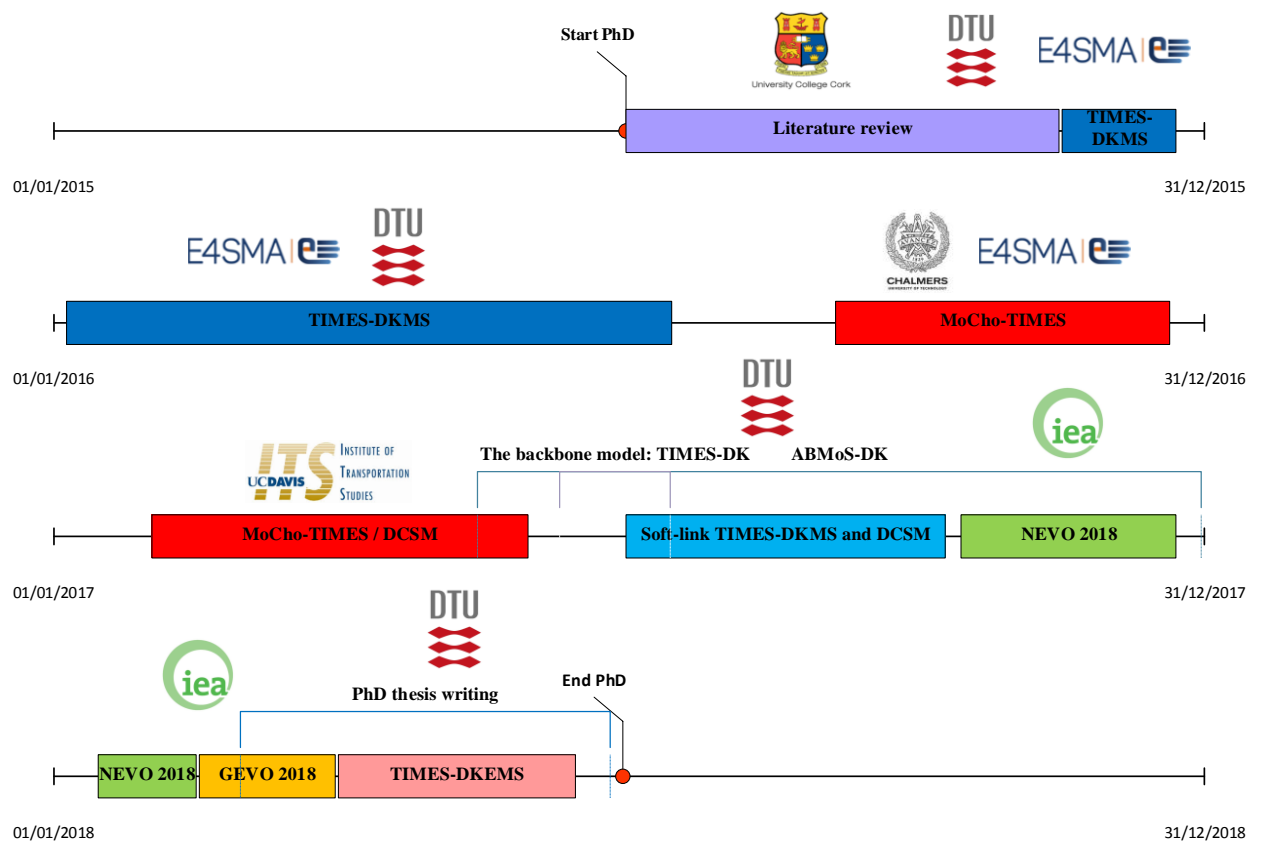 Start PhD
University College Cork
DTU
E4SMA
Literature review
TIMES-
DKMS
01/01/2015
31/12/2015
E4SMA
DTU
CHALMERS
E4SMA
TIMES-DKMS
MoCho-TIMES
01/01/2016
31/12/2016
DTU
iea
UCDAVIS ITS INSTITUTE OF
TRANSPORTATION
STUDIES
The backbone model: TIMES-DK ABMoS-DK
MoCho-TIMES / DCSM
Soft-link TIMES-DKMS and DCSM
NEVO 2018
01/01/2017
31/12/2017
DTU
iea
PhD thesis writing
End PhD
NEVO 2018
GEVO 2018
TIMES-DKEMS
01/01/2018
31/12/2018